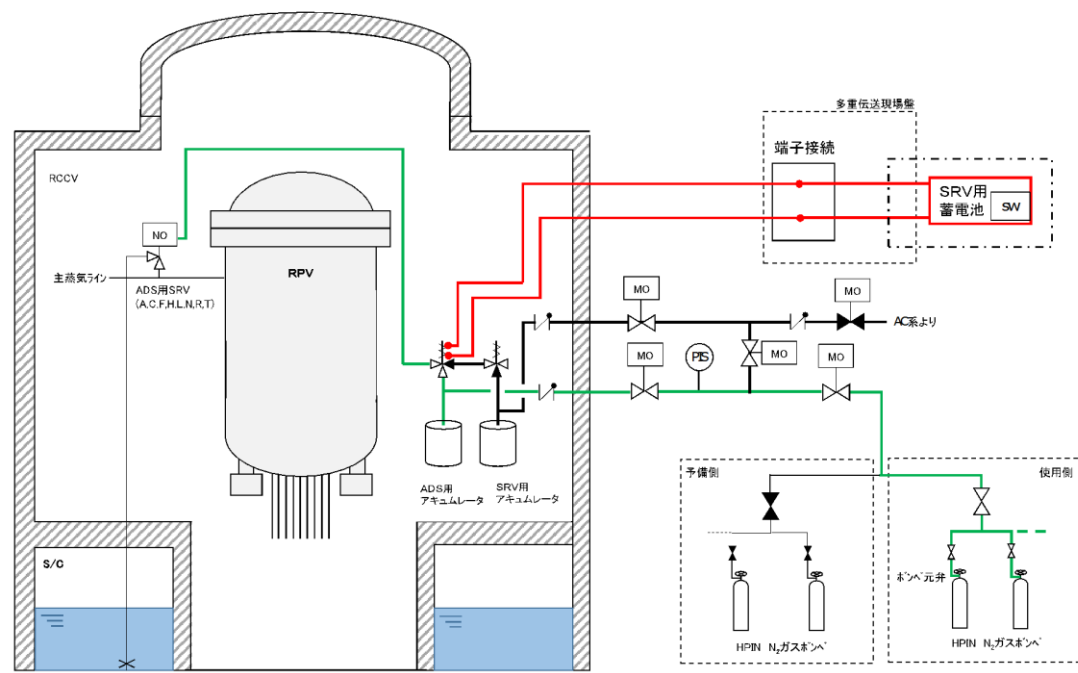 多重伝送現場盤
端子接続
SRV用
蓄電池
SW
RCCV
NO
RPV
主蒸気ライン
ADS用SRV
(A,C,F,H,L,N,R,T)
MO
MO
AC系より
MO
PIS
MO
MO
ADS用
アキュムレータ
SRV用
アキュムレータ
予備側
使用側
S/C
ボンベ元弁
HPIN N₂ガスボンベ
HPIN N₂ガスボンベ